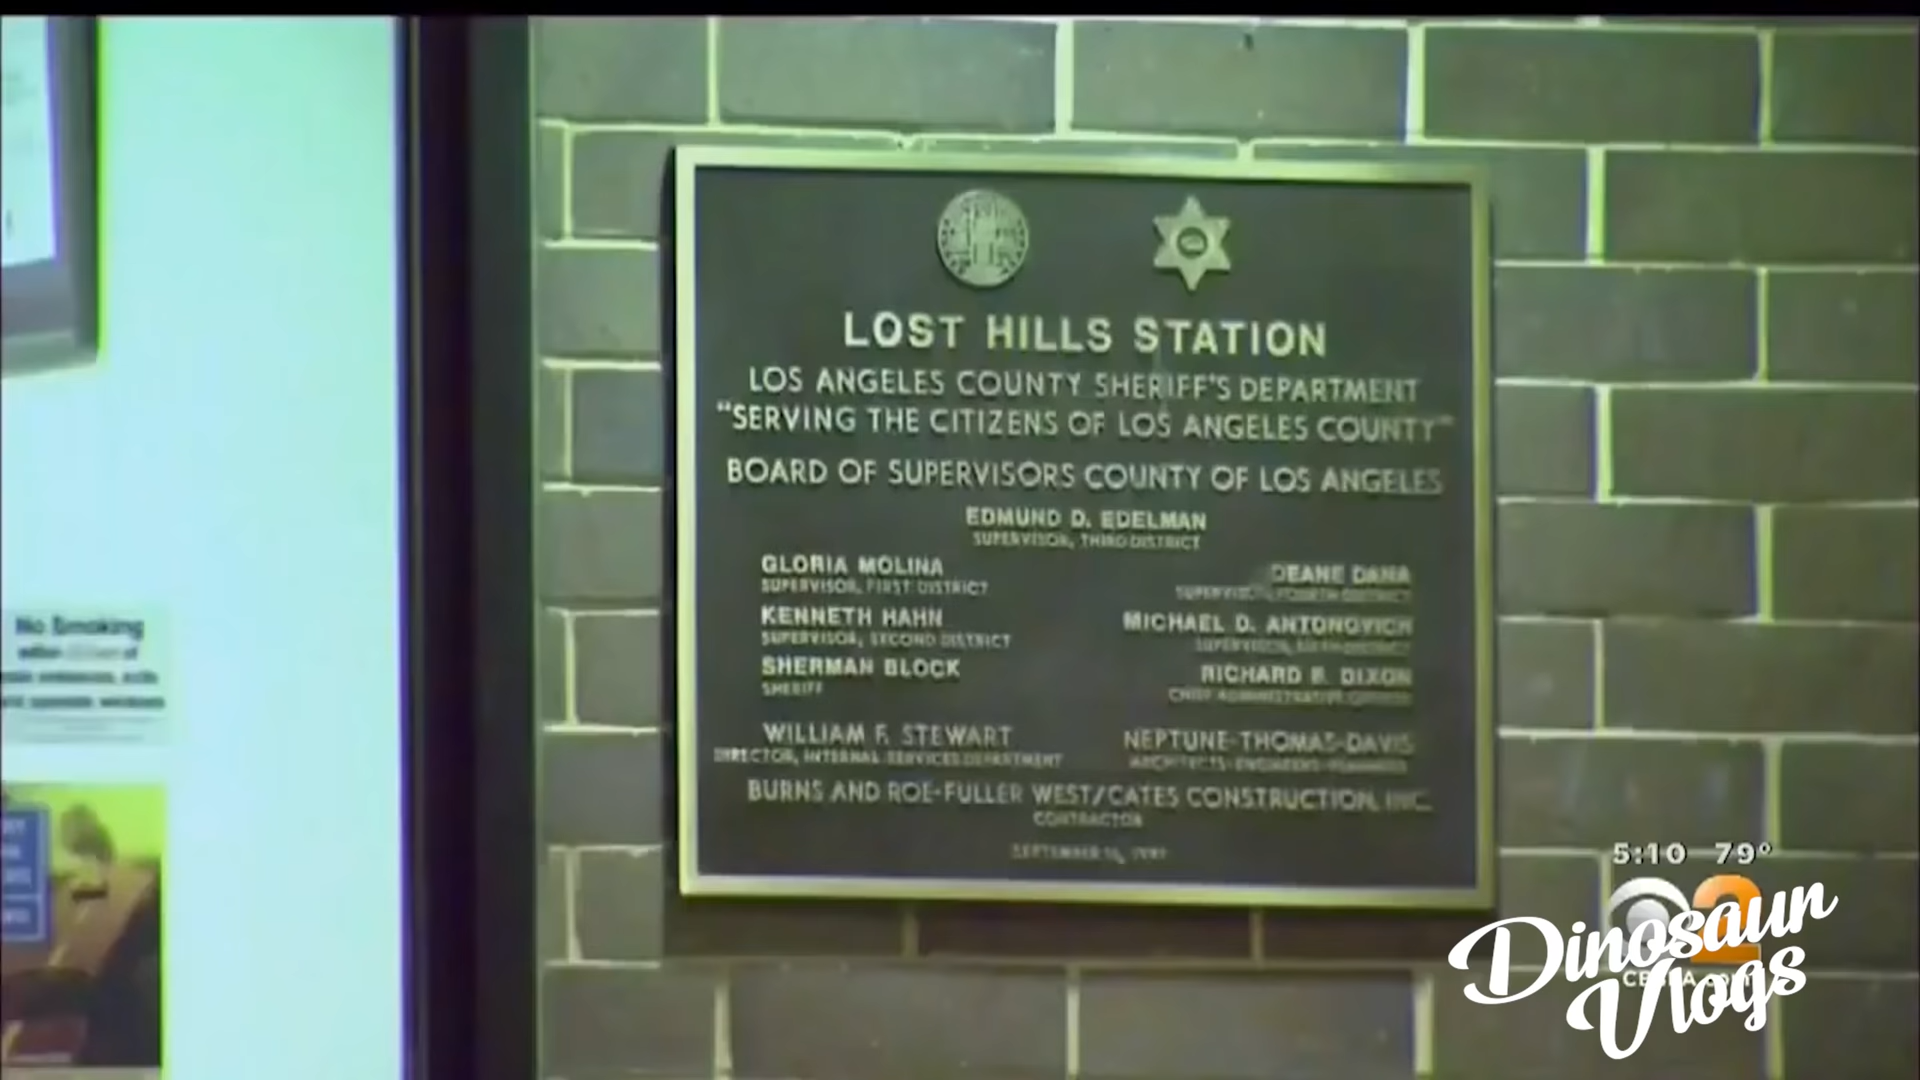 LOST HILLS STATION
LOS ANGELES COUNTY SHERIFF'S DEPARTMENT
"SERVING THE CITIZENS OF LOS ANGELES COUNTY"
BOARD OF SUPERVISORS COUNTY OF LOS ANGELES
EDMUND D. EDELMAN
SUPERVISOR, THIRD DISTRICT
GLORIA MOLINA
SUPERVISOR, FIRST DISTRICT
DEANE DANA
SUPERVISOR, FOURTH DISTRICT
KENNETH HAHN
SUPERVISOR, SECOND DISTRICT
MICHAEL D. ANTONOVICH
SUPERVISOR, FIFTH DISTRICT
SHERMAN BLOCK
SHERIFF
RICHARD B. DIXON
CHIEF ADMINISTRATIVE OFFICER
WILLIAM F. STEWART
DIRECTOR, INTERNAL SERVICES DEPARTMENT
NEPTUNE-THOMAS-DAVIS
ARCHITECTS-ENGINEERS-PLANNERS
BURNS AND ROE-FULLER WEST/CATES CONSTRUCTION, INC.
CONTRACTOR
SEPTEMBER
No Smoking
5:10 79°
2
Dinosaur
Vlogs